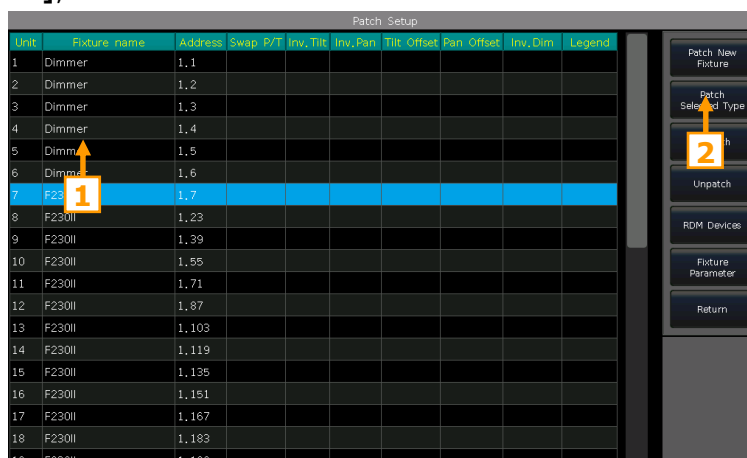 Patch Setup
Unit Fixture name Address Swap P/T Inv.Tilt Inv.Pan Tilt Offset Pan Offset Inv.Dim Legend
1 Dimmer 1.1
2 Dimmer 1.2
3 Dimmer 1.3
4 Dimmer 1.4
5 1.5
6 1.6
7 1.7
8 F230II 1.23
9 F230II 1.39
10 F230II 1.55
11 F230II 1.71
12 F230II 1.87
13 F230II 1.103
14 F230II 1.119
15 F230II 1.135
16 F230II 1.151
17 F230II 1.167
18 F230II 1.183
1
Patch New
Fixture
Patch
Type
2
Unpatch
RDM Devices
Fixture
Parameter
Return